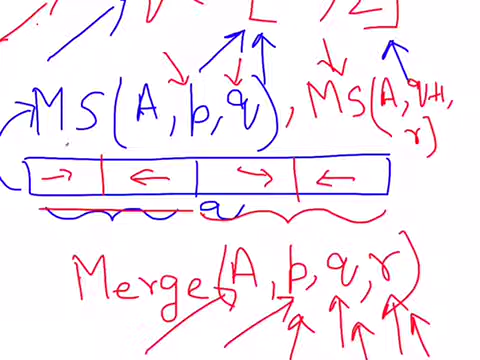 MS(A, p, q), MS(A, q+1,
r)
q
Merge(A, p, q, r)